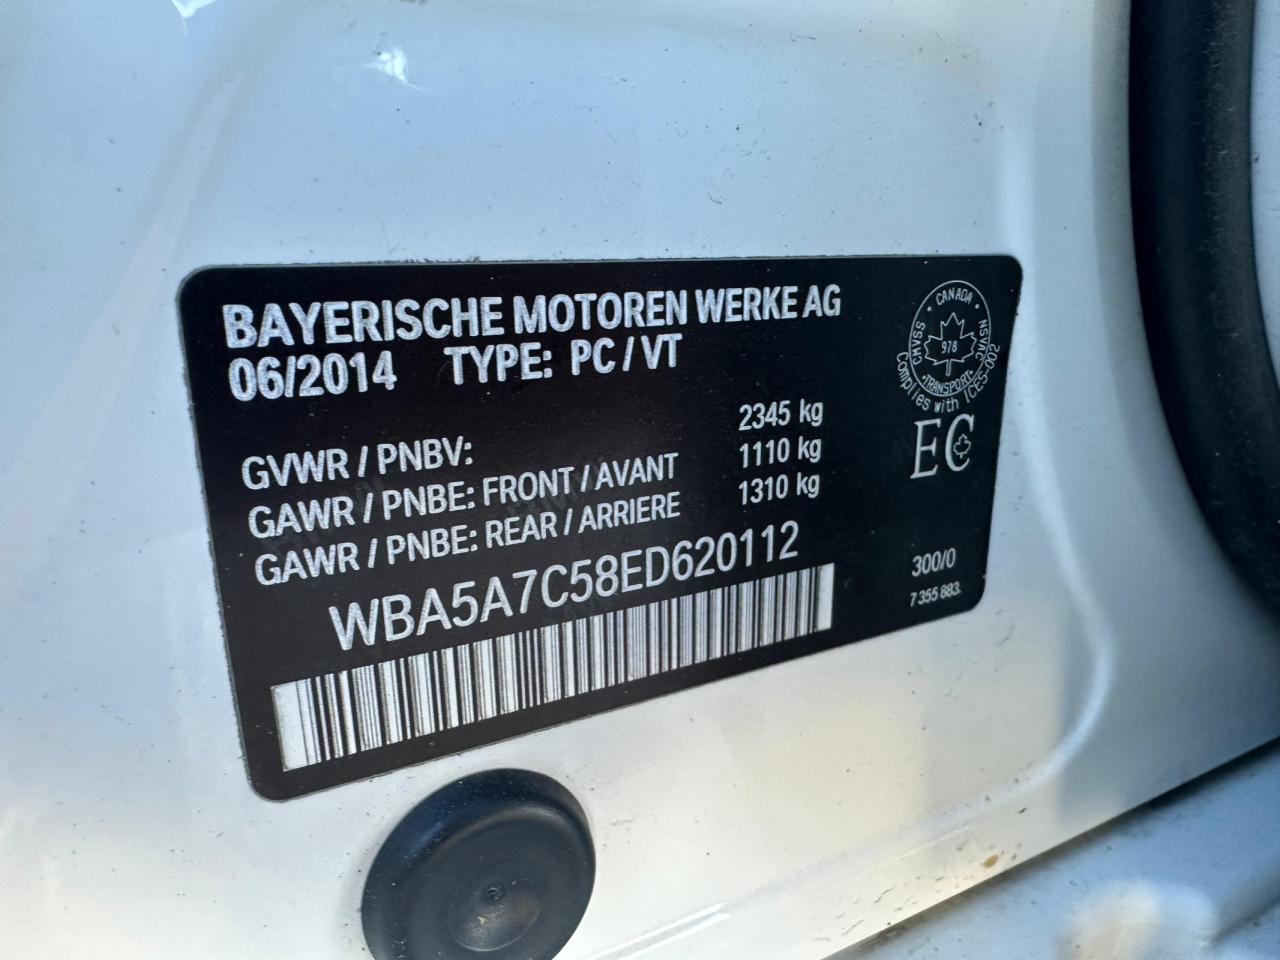 BAYERISCHE MOTOREN WERKE AG
06/2014 TYPE: PC / VT
GVWR / PNBV: 2345 kg
GAWR / PNBE: FRONT / AVANT 1110 kg
GAWR / PNBE: REAR / ARRIERE 1310 kg
WBA5A7C58ED620112
CANADA
CMVSS
NSVAC
978
TRANSPORT
Complies with ICES-002
EC
300/0
7 355 883.